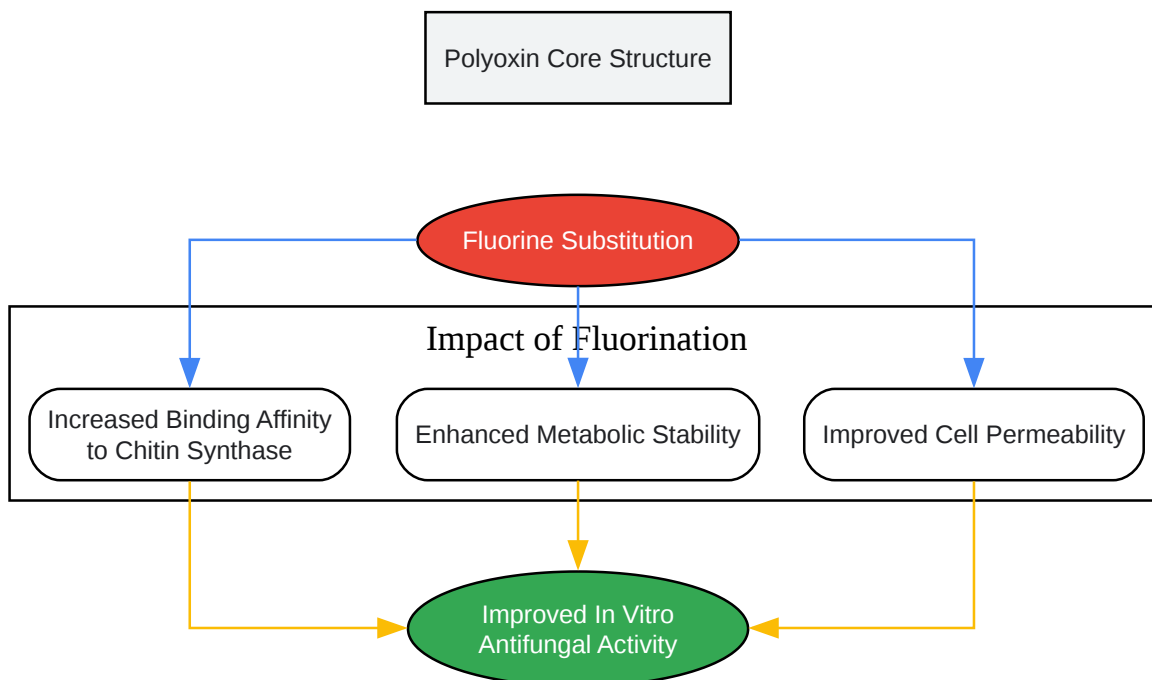 Polyoxin Core Structure
Fluorine Substitution
Impact of Fluorination
Increased Binding Affinity
to Chitin Synthase
Enhanced Metabolic Stability
Improved Cell Permeability
Improved In Vitro
Antifungal Activity